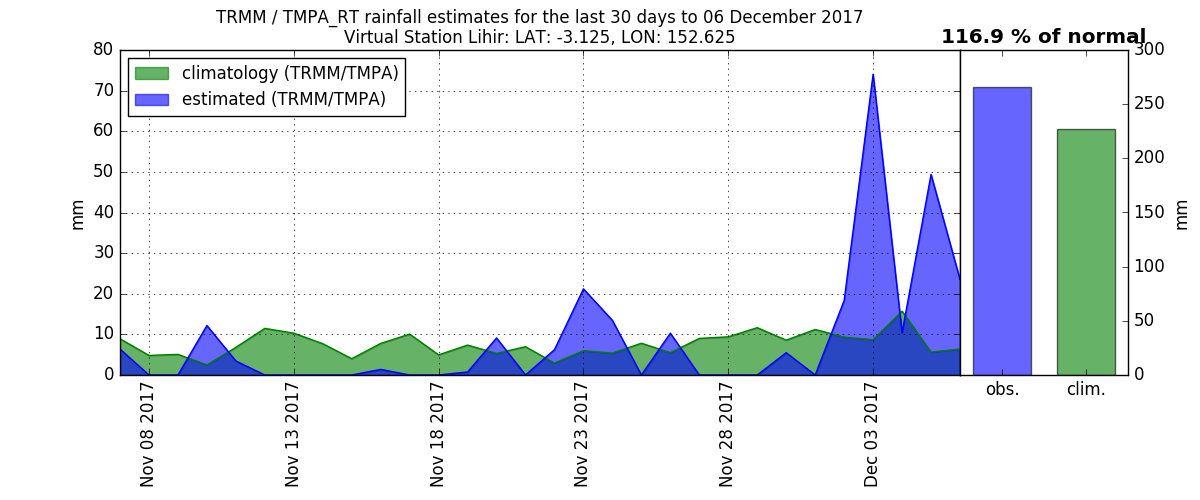 TRMM / TMPA_RT rainfall estimates for the last 30 days to 06 December 2017
Virtual Station Lihir: LAT: -3.125, LON: 152.625
116.9 % of normal
climatology (TRMM/TMPA)
estimated (TRMM/TMPA)
80
70
60
50
40
30
20
10
0
mm
300
250
200
150
100
50
0
mm
Nov 08 2017
Nov 13 2017
Nov 18 2017
Nov 23 2017
Nov 28 2017
Dec 03 2017
obs.
clim.